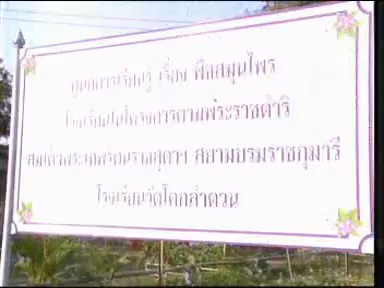 ศูนย์การเรียนรู้ เรื่อง พืชสมุนไพร
โรงเรียนในโครงการตามพระราชดำริ
สมเด็จพระเทพรัตนราชสุดาฯ สยามบรมราชกุมารี
โรงเรียนวัดโคกลำดวน